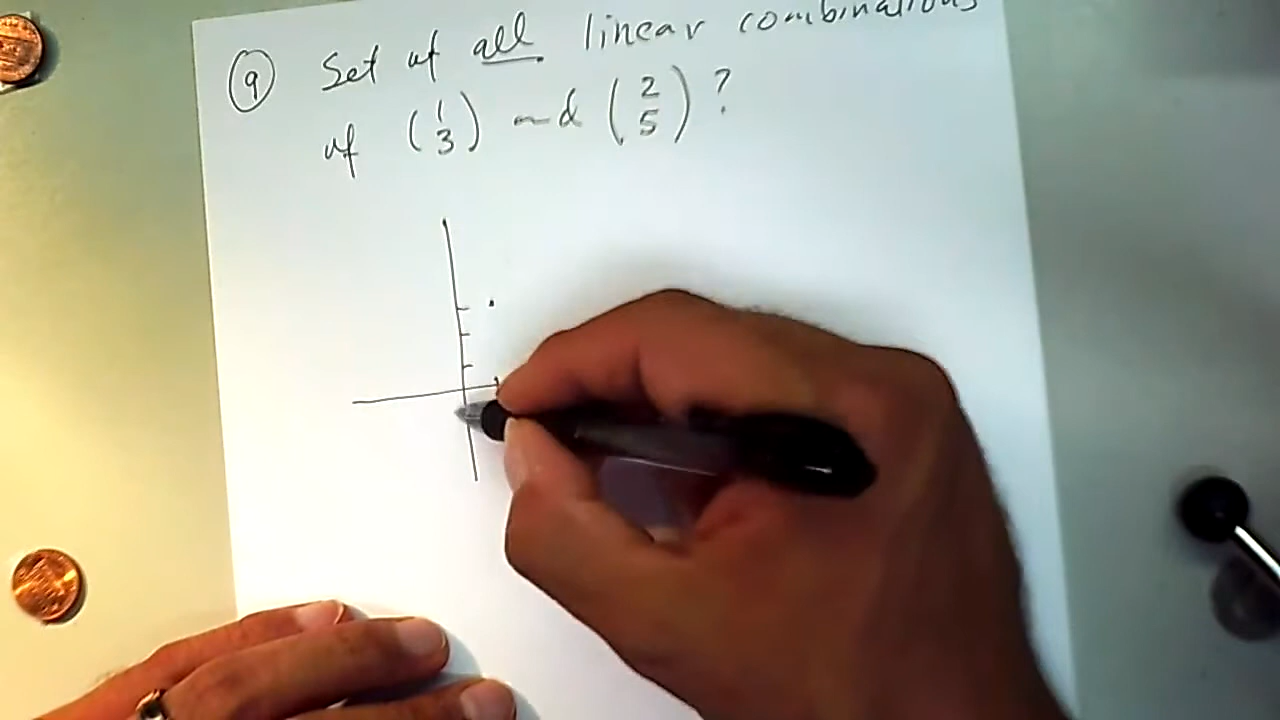 9 Set of all linear combinations
of (1 3) and (2 5)?